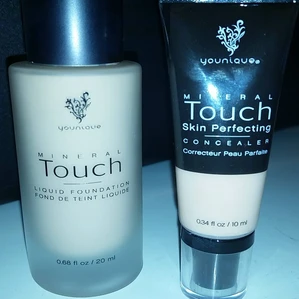 younique
MINERAL
Touch
LIQUID FOUNDATION
FOND DE TEINT LIQUIDE
0.68 fl oz / 20 ml
younique
MINERAL
Touch
Skin Perfecting
CONCEALER
Correcteur Peau Parfaite
0.34 fl oz / 10 ml